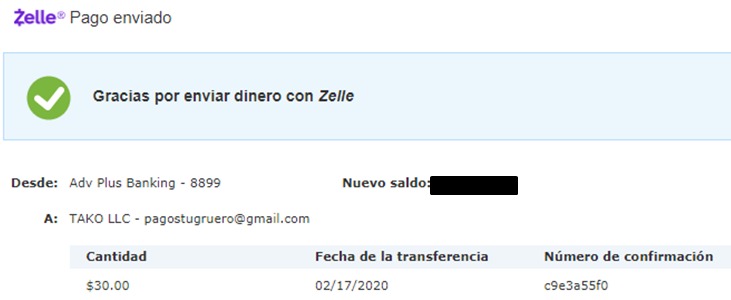 Zelle® Pago enviado
Gracias por enviar dinero con Zelle
Desde: Adv Plus Banking - 8899 Nuevo saldo:
A: TAKO LLC - pagostugruero@gmail.com
Cantidad Fecha de la transferencia Número de confirmación
$30.00 02/17/2020 c9e3a55f0